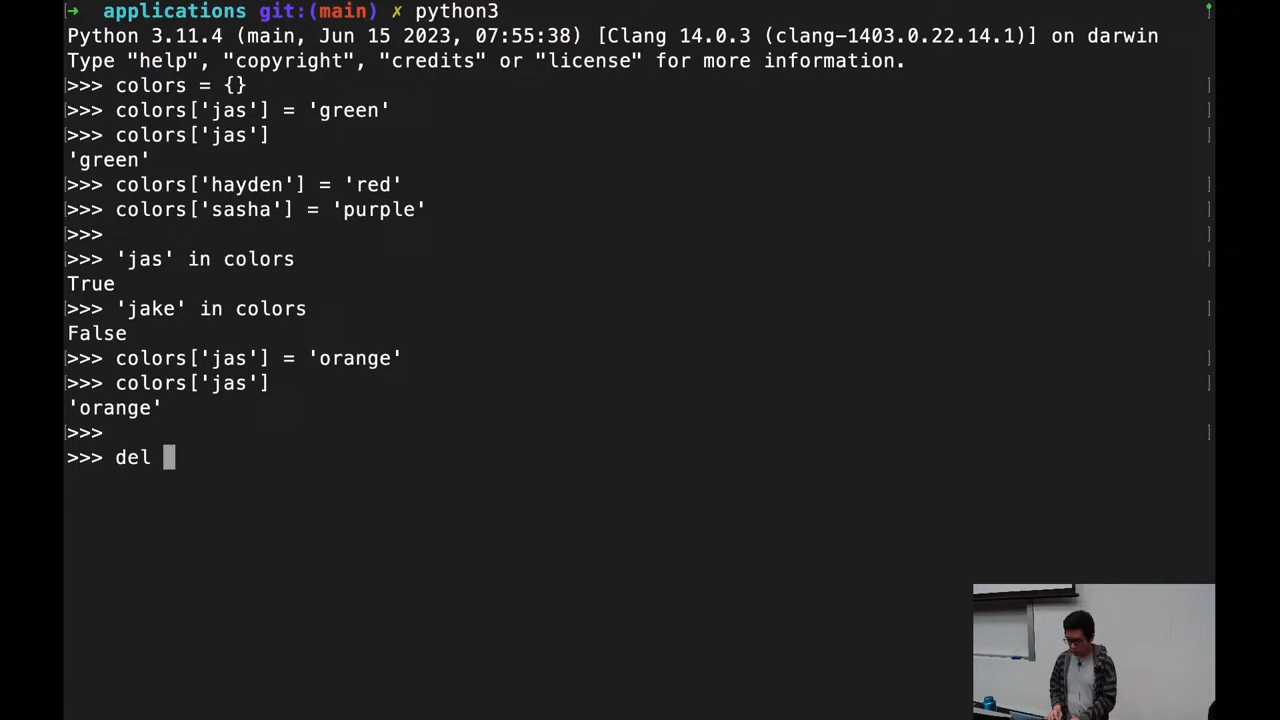 → applications git:(main) ✗ python3
Python 3.11.4 (main, Jun 15 2023, 07:55:38) [Clang 14.0.3 (clang-1403.0.22.14.1)] on darwin
Type "help", "copyright", "credits" or "license" for more information.
>>> colors = {}
>>> colors['jas'] = 'green'
>>> colors['jas']
'green'
>>> colors['hayden'] = 'red'
>>> colors['sasha'] = 'purple'
>>>
>>> 'jas' in colors
True
>>> 'jake' in colors
False
>>> colors['jas'] = 'orange'
>>> colors['jas']
'orange'
>>>
>>> del